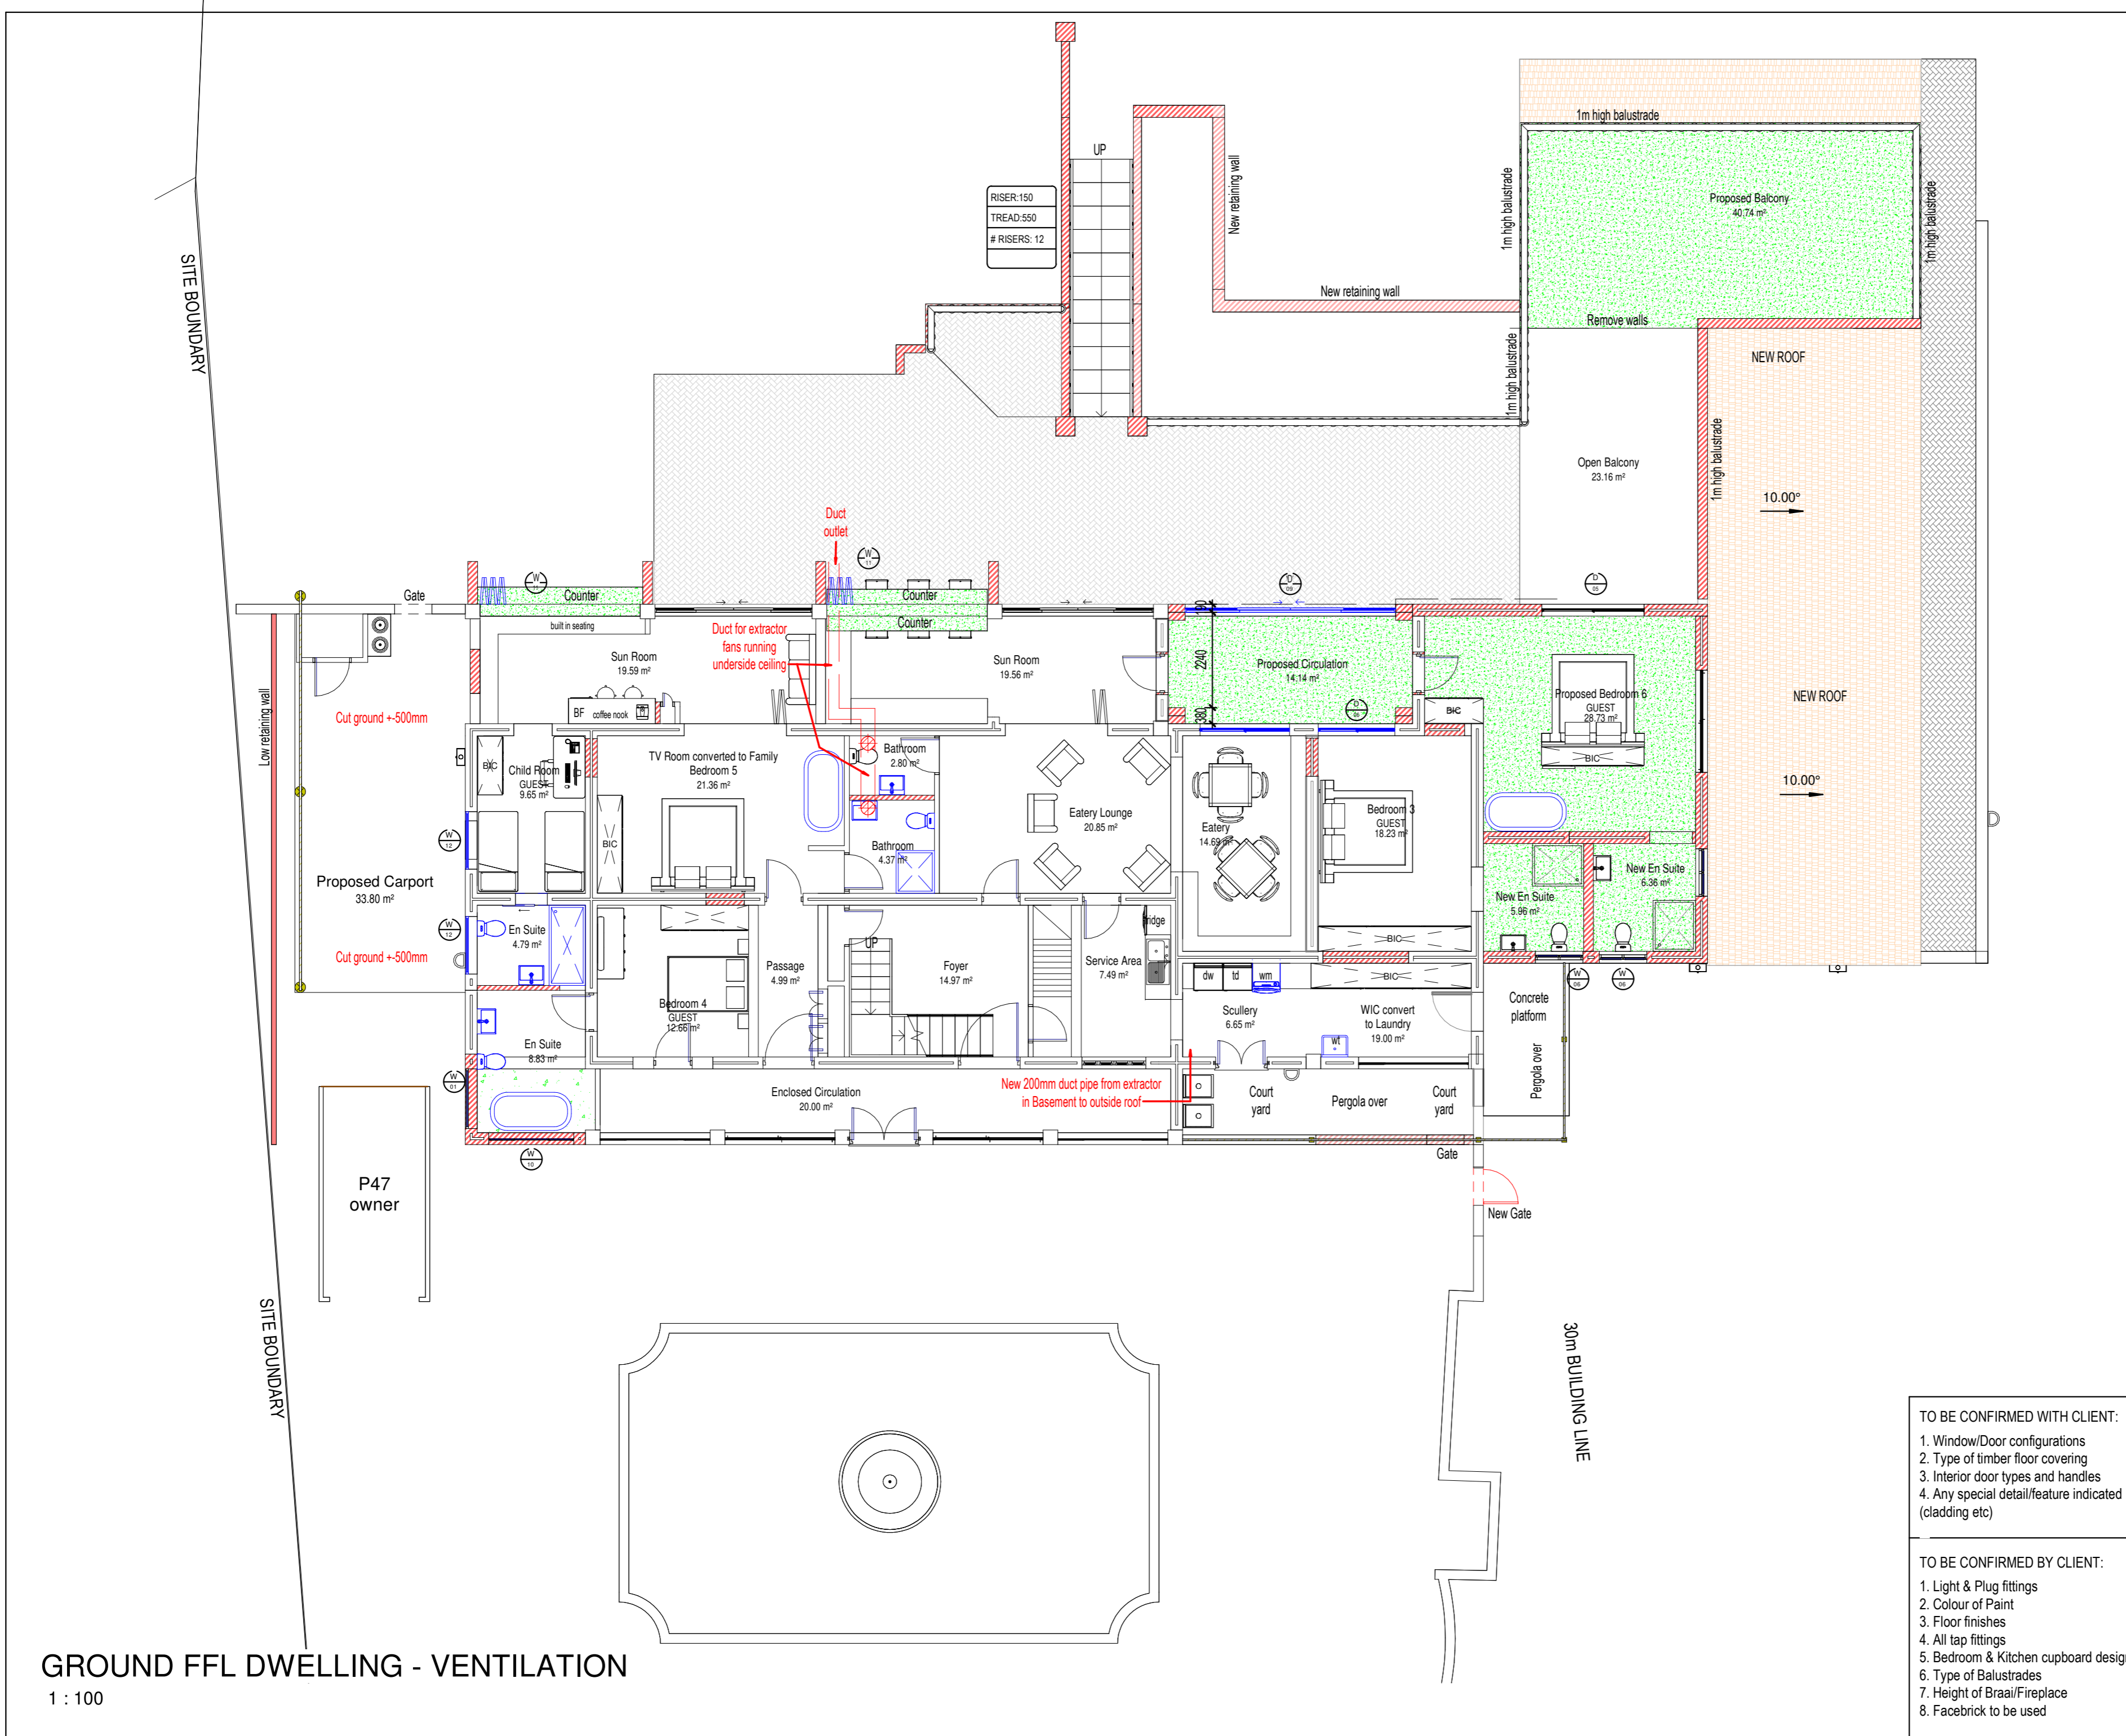 1m high balustrade
UP
New retaining wall
1m high balustrade
Proposed Balcony
40.74 m²
1m high balustrade
RISER:150
TREAD:550
# RISERS: 12
SITE BOUNDARY
New retaining wall
Remove walls
1m high balustrade
NEW ROOF
1m high balustrade
Open Balcony
23.16 m²
10.00°
Duct
outlet
W
11
W
D
09
D
05
Gate
Counter
Counter
Counter
built in seating
Duct for extractor
fans running
underside ceiling
Sun Room
19.59 m²
Sun Room
19.56 m²
190
2240
380
Proposed Circulation
14.14 m²
D
Proposed Bedroom 6
GUEST
28.73 m²
BIC
BIC
NEW ROOF
10.00°
Low retaining wall
Cut ground +-500mm
BF
coffee nook
BIC
Child Room
GUEST
9.65 m²
TV Room converted to Family
Bedroom 5
21.36 m²
BIC
Bathroom
2.80 m²
Bathroom
4.37 m²
Eatery Lounge
20.85 m²
Eatery
14.69 m²
Bedroom 3
GUEST
18.23 m²
BIC
W
12
W
12
Proposed Carport
33.80 m²
Cut ground +-500mm
En Suite
4.79 m²
New En Suite
5.96 m²
New En Suite
6.36 m²
W
06
W
06
Bedroom 4
GUEST
12.66 m²
Passage
4.99 m²
UP
Foyer
14.97 m²
Service Area
7.49 m²
fridge
dw
td
wm
BIC
Scullery
6.65 m²
WIC convert
to Laundry
19.00 m²
wt
Concrete
platform
Pergola over
En Suite
8.83 m²
W
01
Enclosed Circulation
20.00 m²
New 200mm duct pipe from extractor
in Basement to outside roof
Court
yard
Pergola over
Court
yard
W
10
Gate
New Gate
P47
owner
SITE BOUNDARY
30m BUILDING LINE
TO BE CONFIRMED WITH CLIENT:
1. Window/Door configurations
2. Type of timber floor covering
3. Interior door types and handles
4. Any special detail/feature indicated
(cladding etc)
TO BE CONFIRMED BY CLIENT:
1. Light & Plug fittings
2. Colour of Paint
3. Floor finishes
4. All tap fittings
5. Bedroom & Kitchen cupboard desig
6. Type of Balustrades
7. Height of Braai/Fireplace
8. Facebrick to be used
GROUND FFL DWELLING - VENTILATION
1 : 100